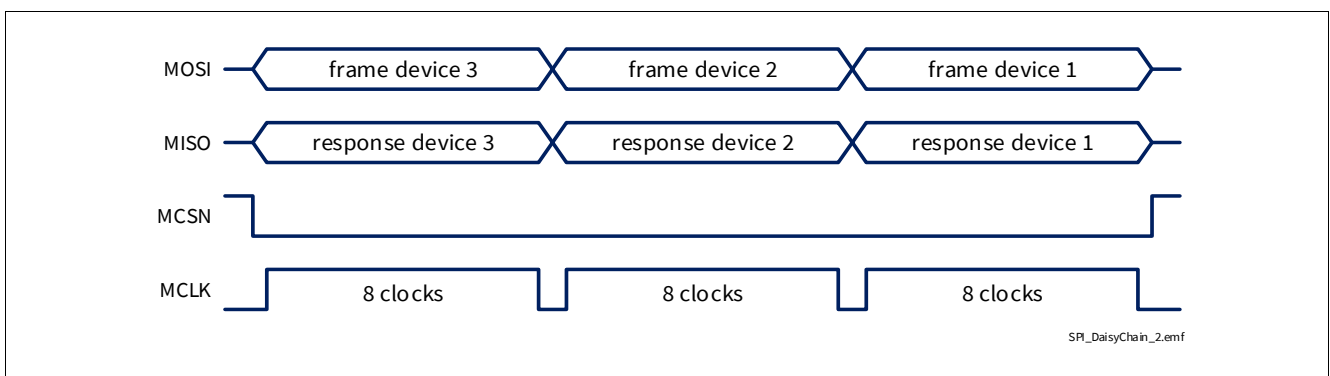 MOSI frame device 3 frame device 2 frame device 1
MISO response device 3 response device 2 response device 1
MCSN
MCLK 8 clocks 8 clocks 8 clocks
SPI_DaisyChain_2.emf